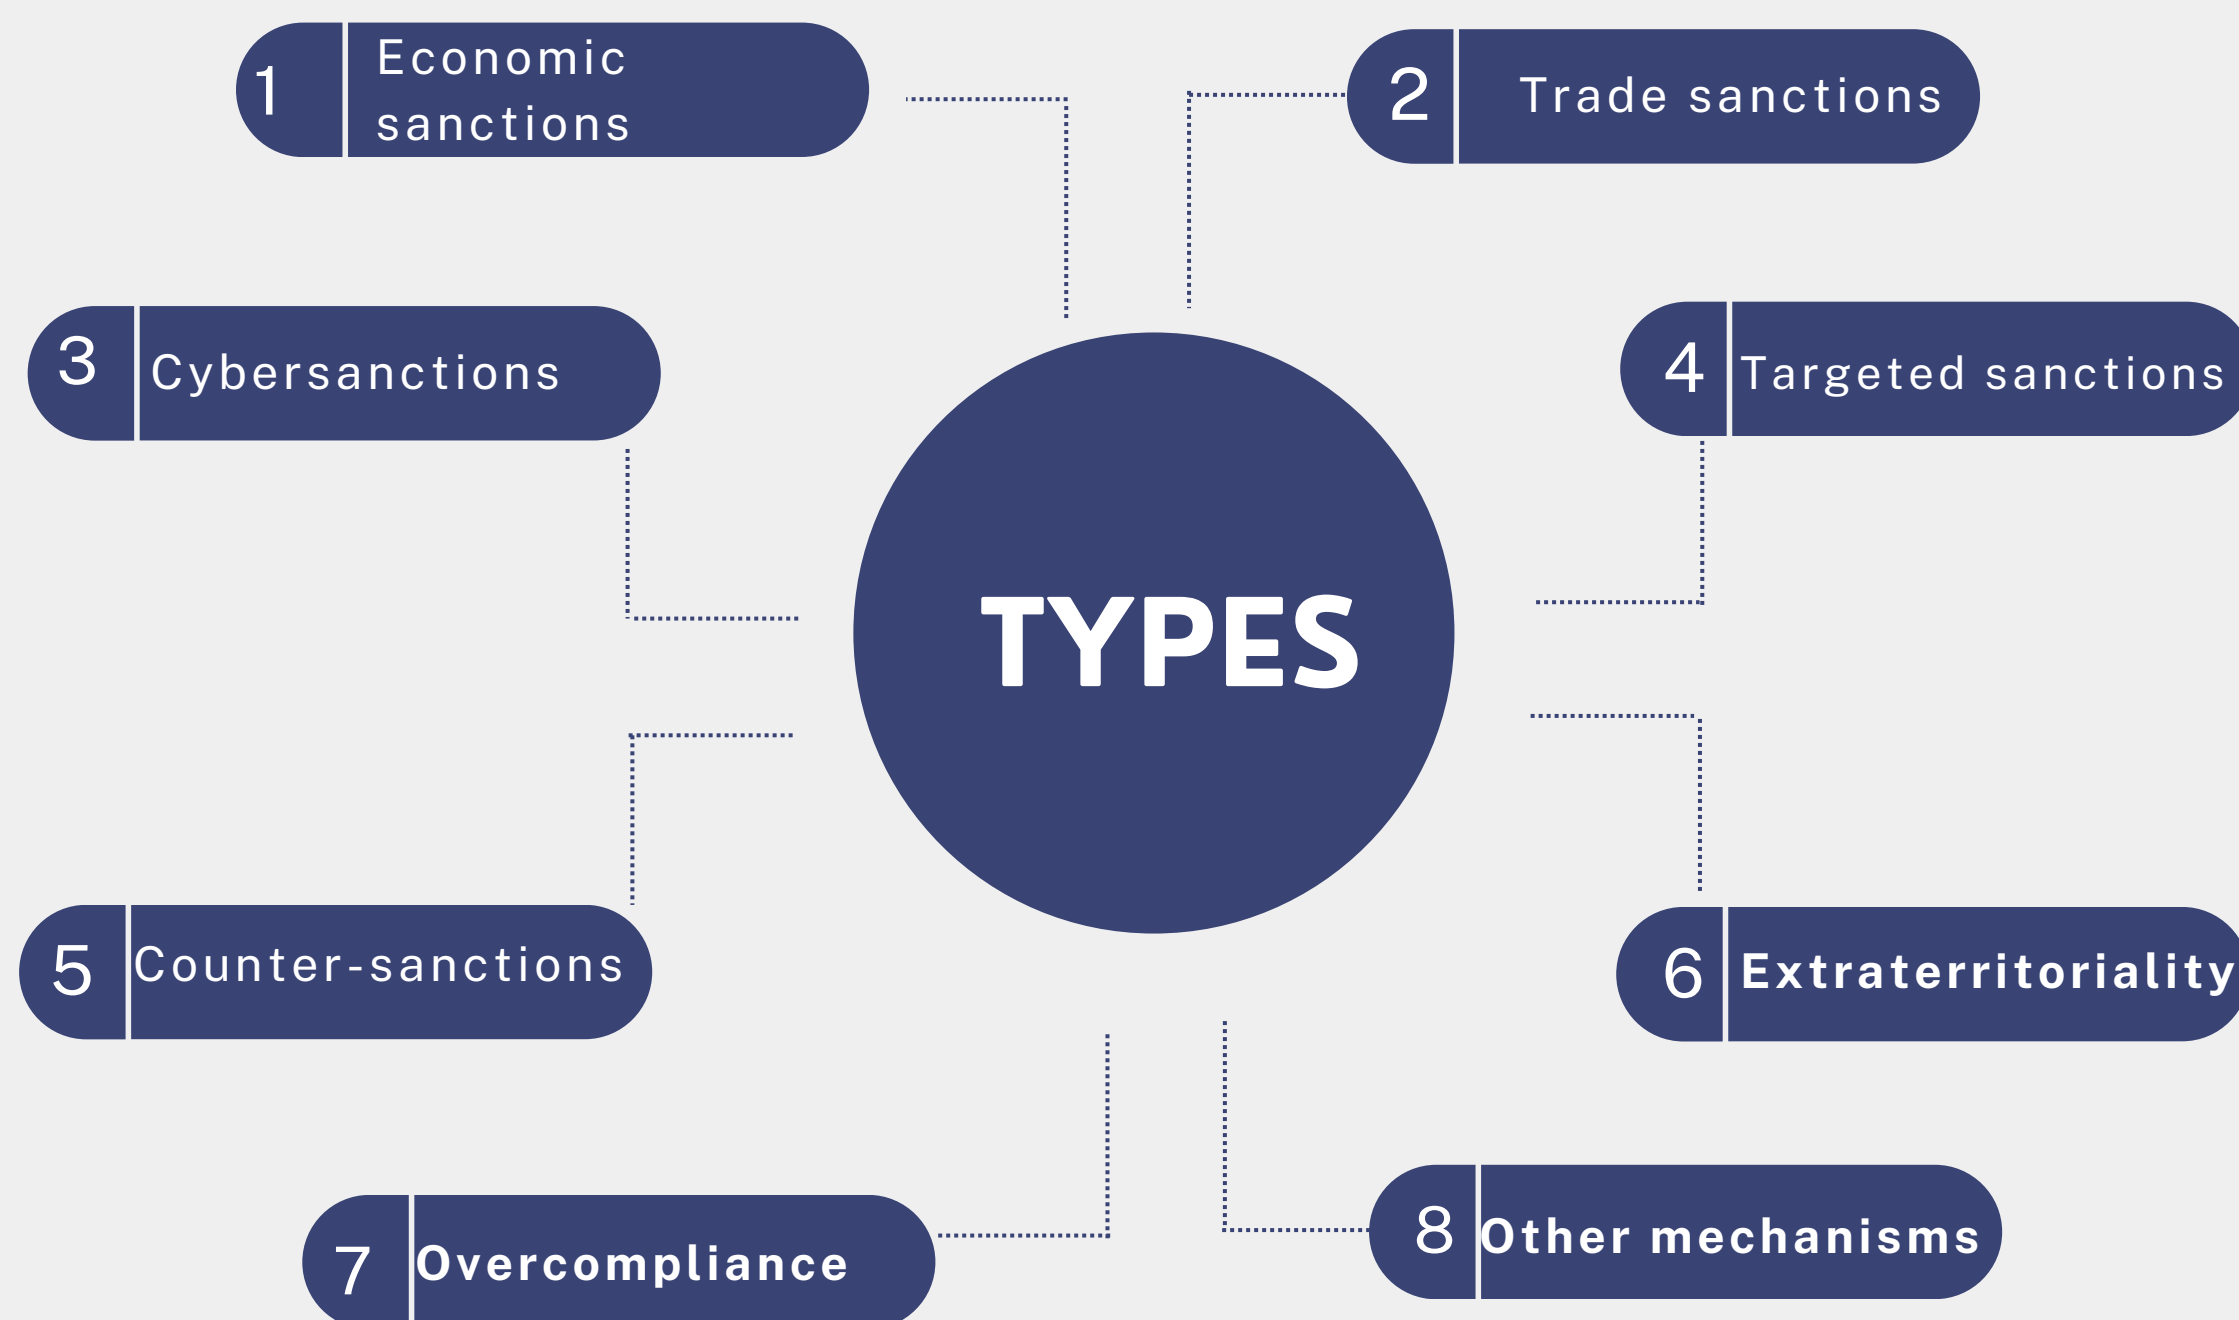 1
Economic
sanctions
2
Trade sanctions
3
Cybersanctions
4
Targeted sanctions
TYPES
5
Counter-sanctions
6
Extraterritoriality
7
Overcompliance
8
Other mechanisms